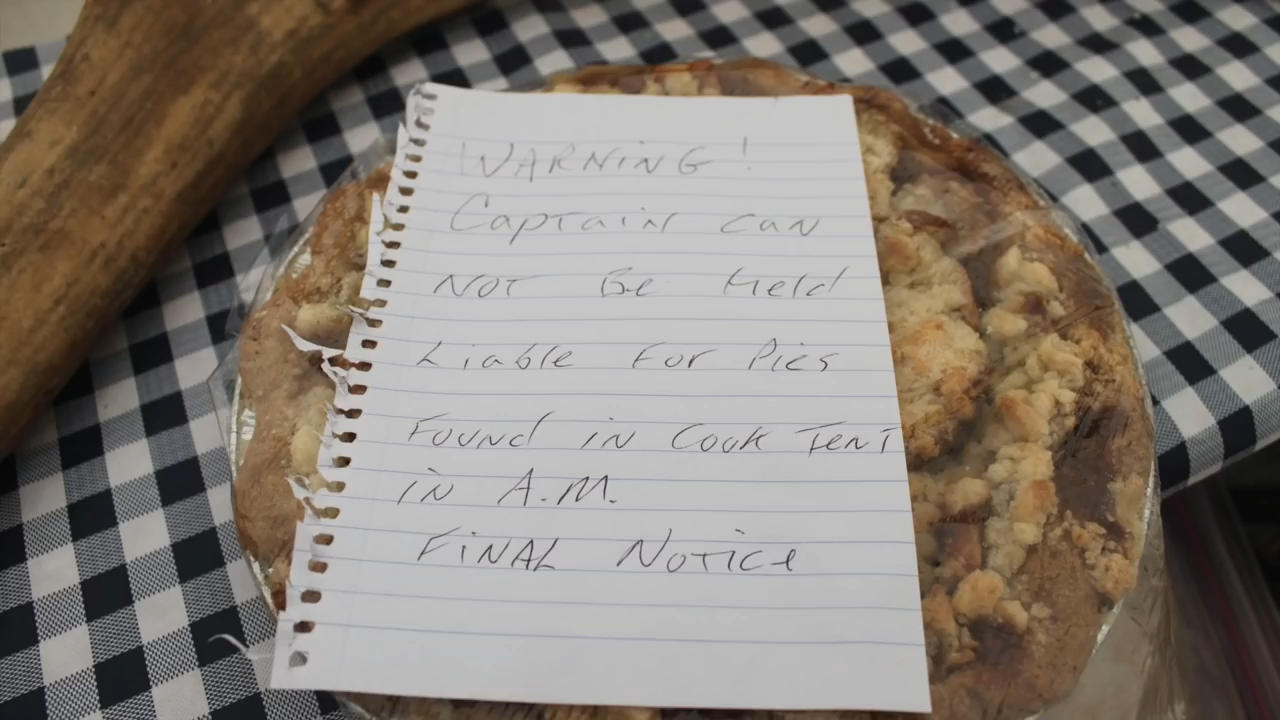 WARNING!
Captain can
NOT Be Held
Liable For Pies
Found in Cook Tent
in A.M.
FINAL NOTICE